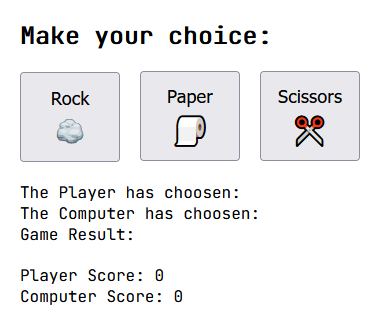 Make your choice:
Rock Paper Scissors
The Player has choosen:
The Computer has choosen:
Game Result:
Player Score: 0
Computer Score: 0